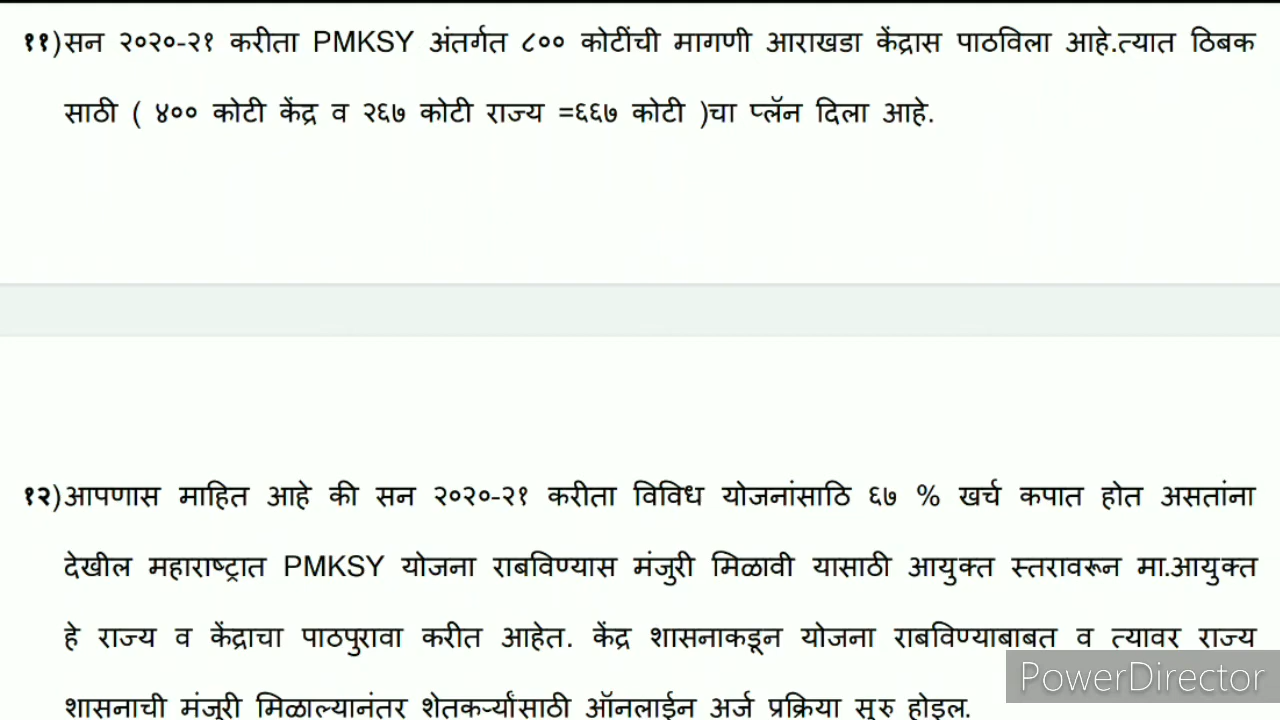 ११)सन २०२०-२१ करीता PMKSY अंतर्गत ८०० कोटींची मागणी आराखडा केंद्रास पाठविला आहे.त्यात ठिबक
साठी ( ४०० कोटी केंद्र व २६७ कोटी राज्य =६६७ कोटी )चा प्लॅन दिला आहे.
१२)आपणास माहित आहे की सन २०२०-२१ करीता विविध योजनांसाठि ६७ % खर्च कपात होत असतांना
देखील महाराष्ट्रात PMKSY योजना राबविण्यास मंजुरी मिळावी यासाठी आयुक्त स्तरावरून मा.आयुक्त
हे राज्य व केंद्राचा पाठपुरावा करीत आहेत. केंद्र शासनाकडून योजना राबविण्याबाबत व त्यावर राज्य
शासनाची मंजुरी मिळाल्यानंतर शेतकऱ्यांसाठी ऑनलाईन अर्ज प्रक्रिया सुरु होइल.
PowerDirector